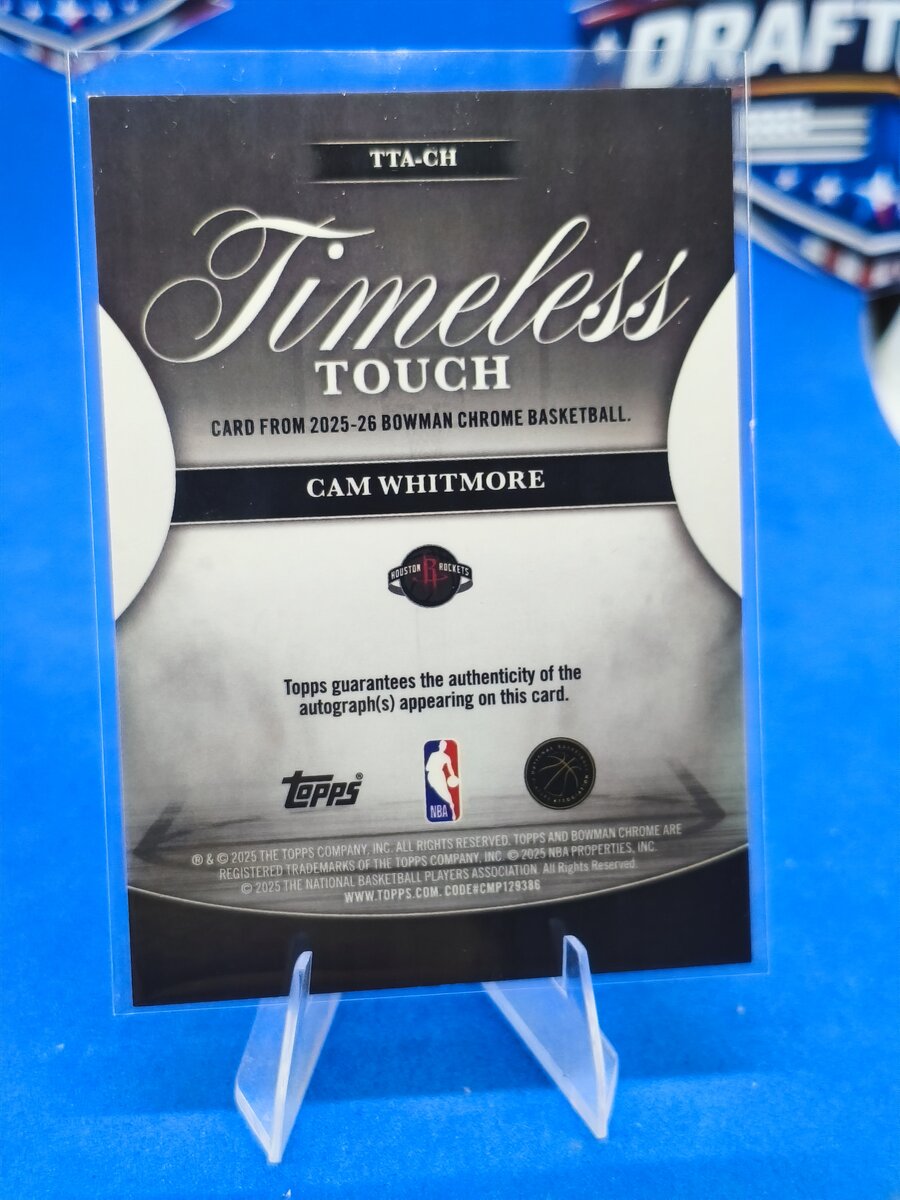 DRAFT
TTA-CH
Timeless
TOUCH
CARD FROM 2025-26 BOWMAN CHROME BASKETBALL.
CAM WHITMORE
HOUSTON R ROCKETS
Topps guarantees the authenticity of the
autograph(s) appearing on this card.
topps®
NBA
® & © 2025 THE TOPPS COMPANY, INC. ALL RIGHTS RESERVED. TOPPS AND BOWMAN CHROME ARE
REGISTERED TRADEMARKS OF THE TOPPS COMPANY, INC. © 2025 NBA PROPERTIES, INC.
© 2025 THE NATIONAL BASKETBALL PLAYERS ASSOCIATION. All Rights Reserved.
WWW.TOPPS.COM. CODE#CMP129386